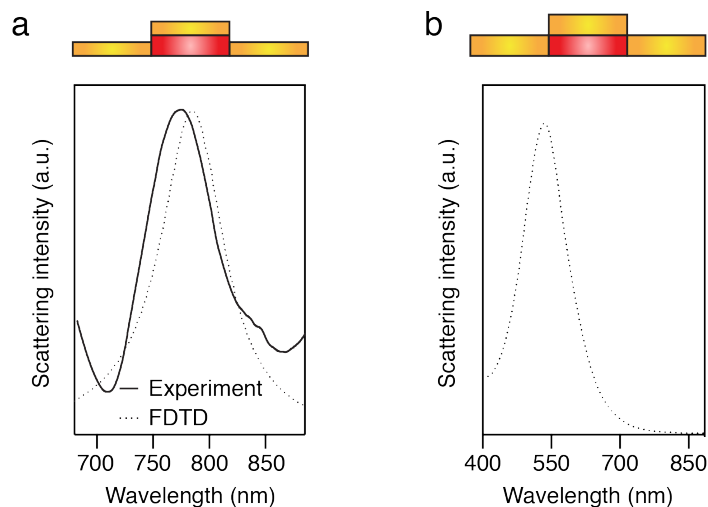 a
b
Scattering intensity (a.u.)
Experiment
FDTD
700 750 800 850
Wavelength (nm)
Scattering intensity (a.u.)
400 550 700 850
Wavelength (nm)